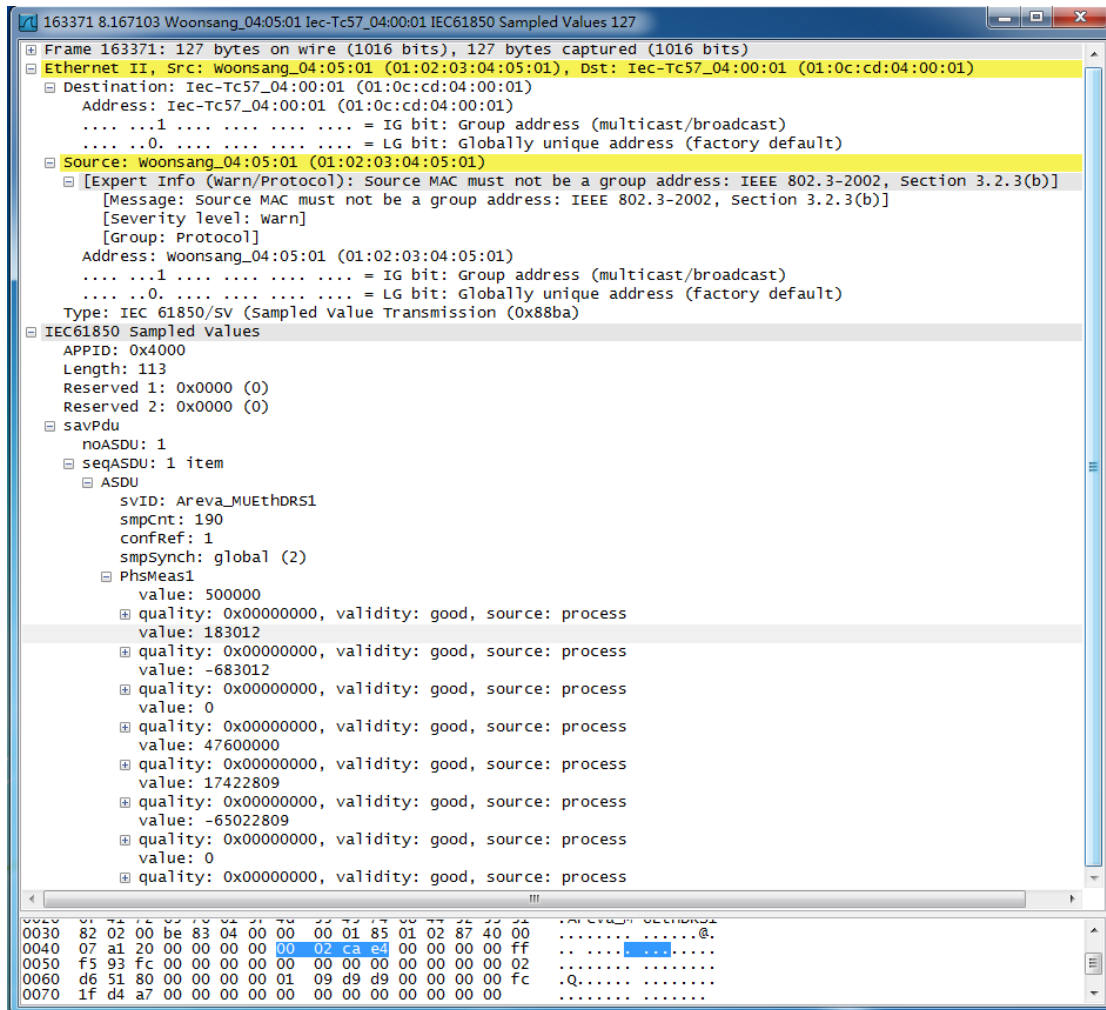 163371 8.167103 Woonsang_04:05:01 Iec-Tc57_04:00:01 IEC61850 Sampled Values 127
Frame 163371: 127 bytes on wire (1016 bits), 127 bytes captured (1016 bits)
Ethernet II, Src: Woonsang_04:05:01 (01:02:03:04:05:01), Dst: Iec-Tc57_04:00:01 (01:0c:cd:04:00:01)
Destination: Iec-Tc57_04:00:01 (01:0c:cd:04:00:01)
Address: Iec-Tc57_04:00:01 (01:0c:cd:04:00:01)
.... ...1 .... .... .... .... = IG bit: Group address (multicast/broadcast)
.... ..0. .... .... .... .... = LG bit: Globally unique address (factory default)
Source: Woonsang_04:05:01 (01:02:03:04:05:01)
[Expert Info (Warn/Protocol): Source MAC must not be a group address: IEEE 802.3-2002, Section 3.2.3(b)]
[Message: Source MAC must not be a group address: IEEE 802.3-2002, Section 3.2.3(b)]
[Severity level: Warn]
[Group: Protocol]
Address: Woonsang_04:05:01 (01:02:03:04:05:01)
.... ...1 .... .... .... .... = IG bit: Group address (multicast/broadcast)
.... ..0. .... .... .... .... = LG bit: Globally unique address (factory default)
Type: IEC 61850/SV (Sampled Value Transmission (0x88ba)
IEC61850 Sampled Values
APPID: 0x4000
Length: 113
Reserved 1: 0x0000 (0)
Reserved 2: 0x0000 (0)
savPdu
noASDU: 1
seqASDU: 1 item
ASDU
svID: Areva_MUEthDRS1
smpCnt: 190
confRef: 1
smpSynch: global (2)
PhsMeas1
value: 500000
quality: 0x00000000, validity: good, source: process
value: 183012
quality: 0x00000000, validity: good, source: process
value: -683012
quality: 0x00000000, validity: good, source: process
value: 0
quality: 0x00000000, validity: good, source: process
value: 47600000
quality: 0x00000000, validity: good, source: process
value: 17422809
quality: 0x00000000, validity: good, source: process
value: -65022809
quality: 0x00000000, validity: good, source: process
value: 0
quality: 0x00000000, validity: good, source: process
0030 82 02 00 be 83 04 00 00 00 01 85 01 02 87 40 00 ........ ......@.
0040 07 a1 20 00 00 00 00 00 02 ca e4 00 00 00 00 ff .. ..... ........
0050 f5 93 fc 00 00 00 00 00 00 00 00 00 00 00 00 02 ........ ........
0060 d6 51 80 00 00 00 00 01 09 d9 d9 00 00 00 00 fc .Q...... ........
0070 1f d4 a7 00 00 00 00 00 00 00 00 00 00 00 00 ........ .......